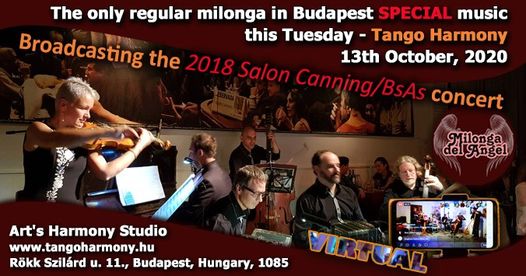 The only regular milonga in Budapest SPECIAL music
this Tuesday - Tango Harmony
13th October, 2020
Broadcasting the 2018 Salon Canning/BsAs concert
Milonga
del Angel
Art's Harmony Studio
www.tangoharmony.hu
Rökk Szilárd u. 11., Budapest, Hungary, 1085
VIRTUAL